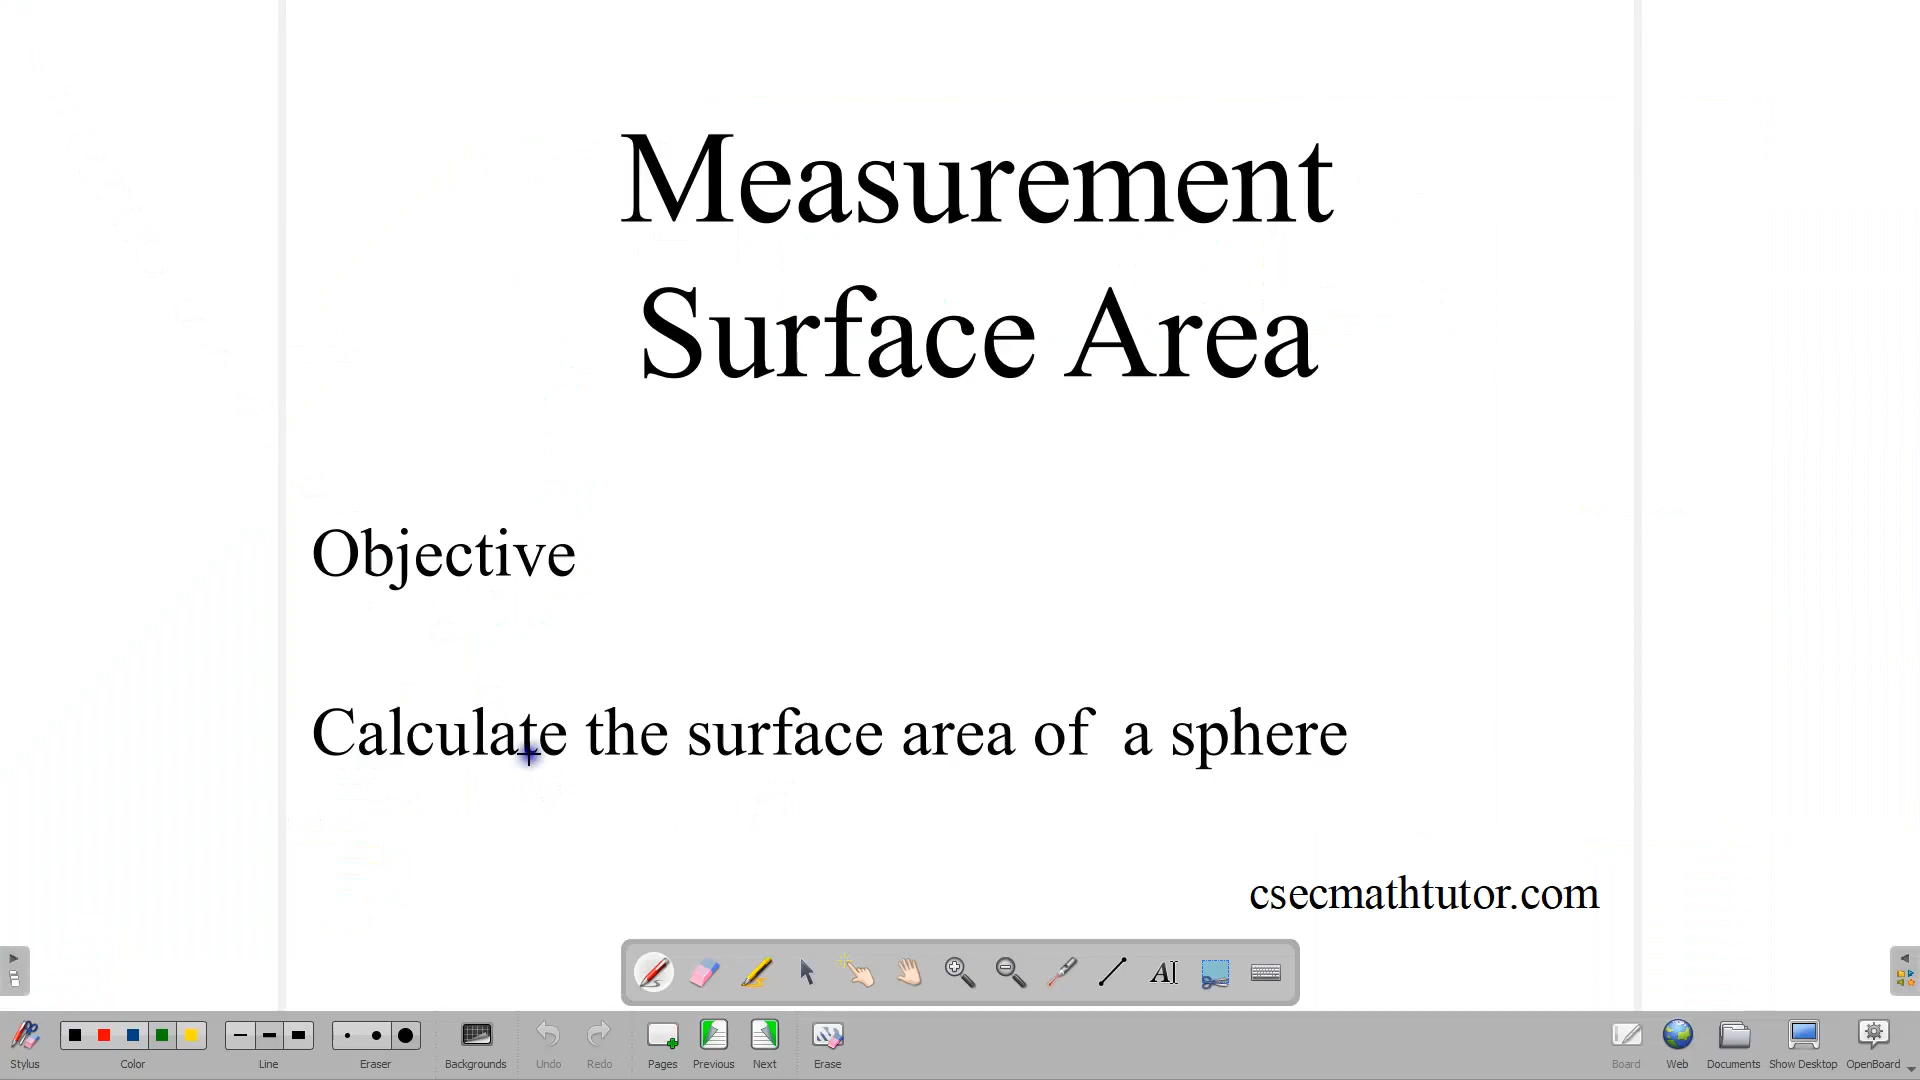 Measurement
Surface Area
Objective
Calculate the surface area of a sphere
csecmathtutor.com
AI
Stylus
Color
Line
Eraser
Backgrounds
Undo
Redo
Pages
Previous
Next
Erase
Board
Web
Documents
Show Desktop
OpenBoard